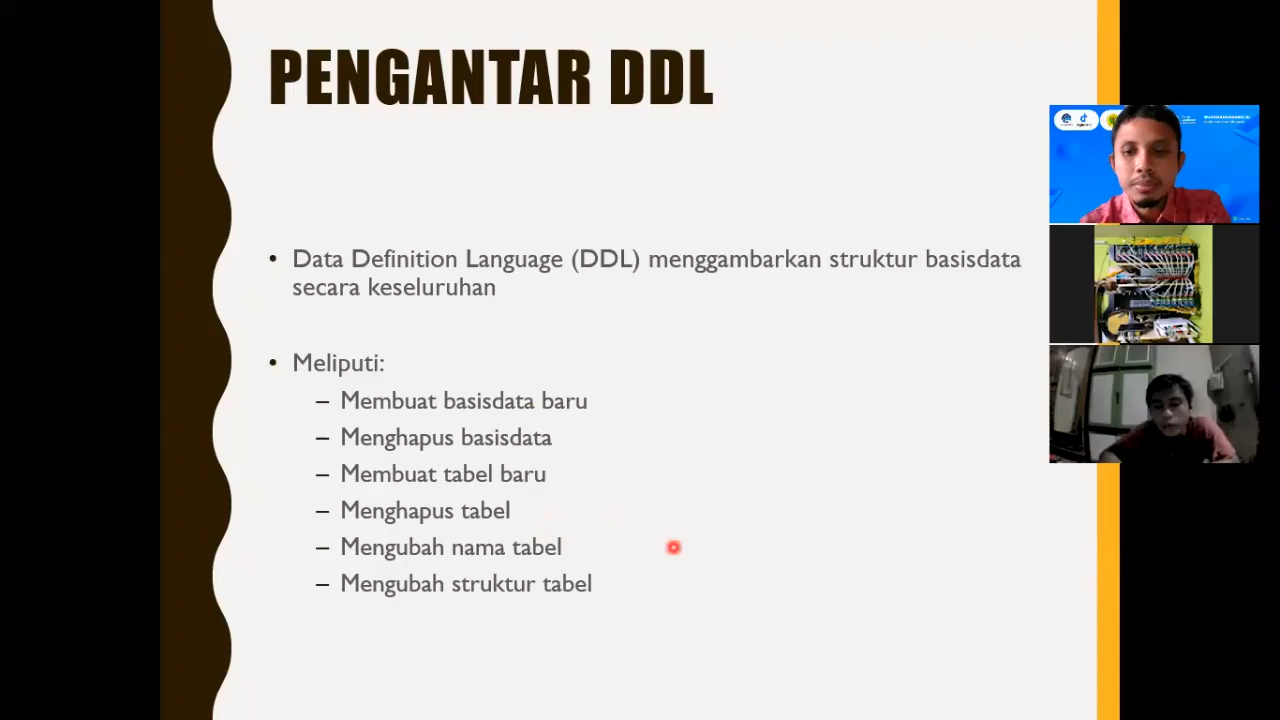 PENGANTAR DDL
• Data Definition Language (DDL) menggambarkan struktur basisdata
secara keseluruhan
• Meliputi:
– Membuat basisdata baru
– Menghapus basisdata
– Membuat tabel baru
– Menghapus tabel
– Mengubah nama tabel
– Mengubah struktur tabel